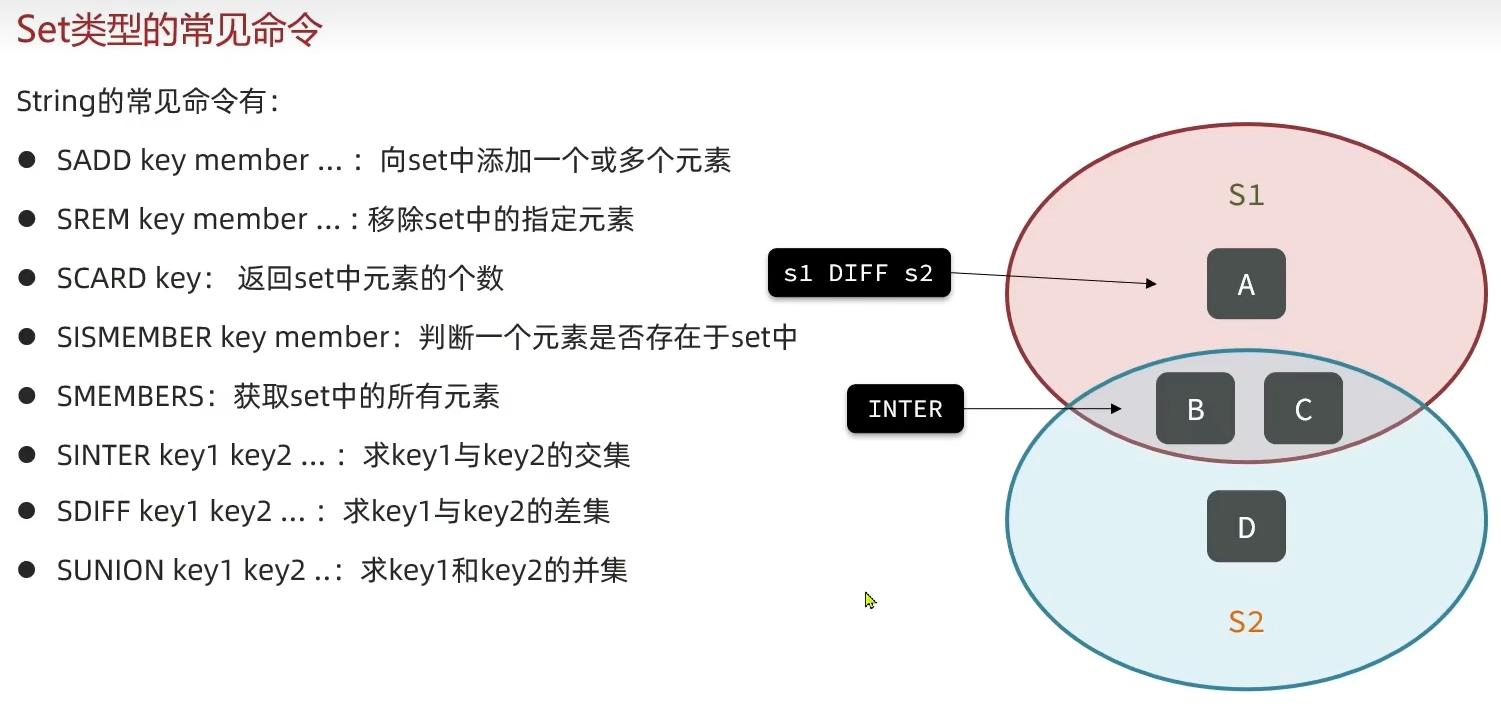 Set类型的常见命令
String的常见命令有：
● SADD key member ... ：向set中添加一个或多个元素
● SREM key member ... : 移除set中的指定元素
● SCARD key： 返回set中元素的个数
● SISMEMBER key member：判断一个元素是否存在于set中
● SMEMBERS：获取set中的所有元素
● SINTER key1 key2 ... ：求key1与key2的交集
● SDIFF key1 key2 ... ：求key1与key2的差集
● SUNION key1 key2 ..：求key1和key2的并集
S1
s1 DIFF s2
A
INTER
B C
D
S2